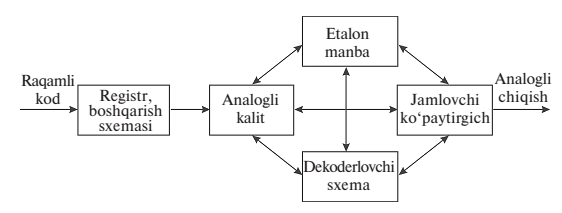 Etalon
manba
Raqamli
kod
Registr,
boshqarish
sxemasi
Analogli
kalit
Jamlovchi
ko‘paytirgich
Analogli
chiqish
Dekoderlovchi
sxema